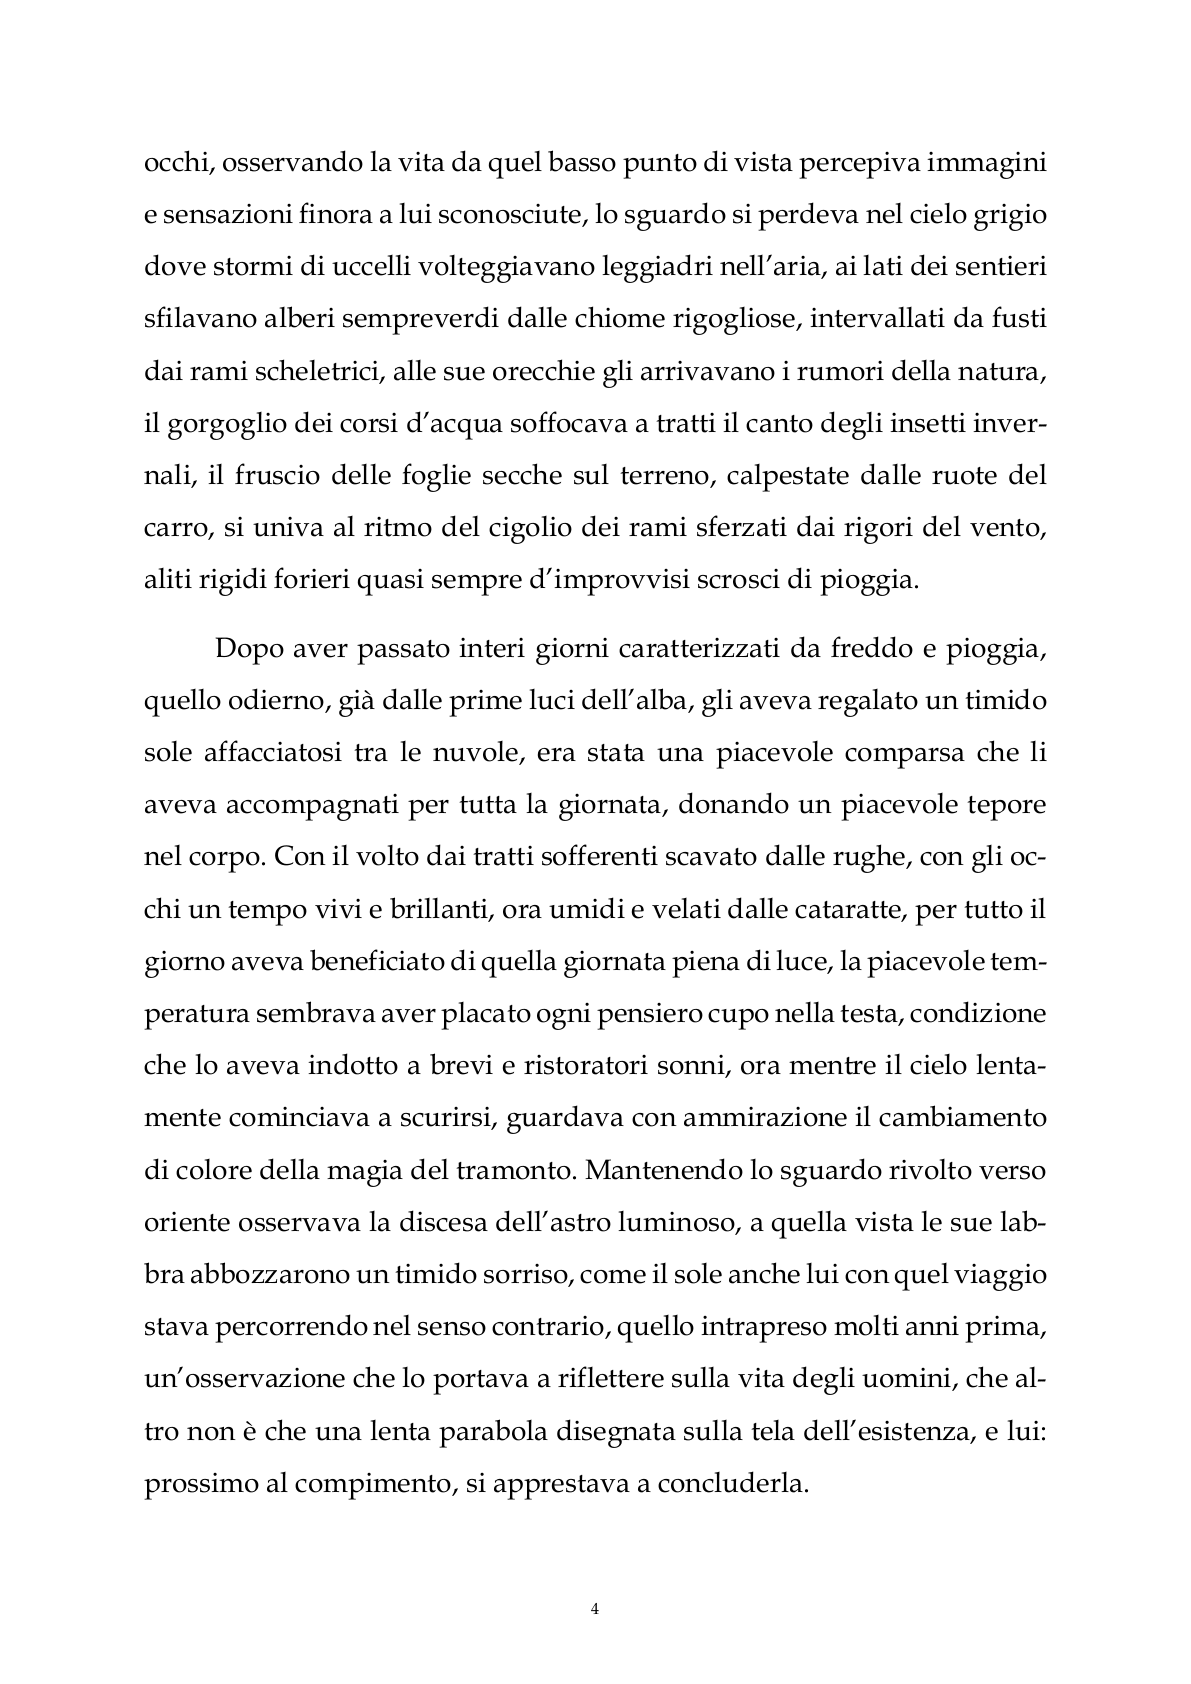 occhi, osservando la vita da quel basso punto di vista percepiva immagini
e sensazioni finora a lui sconosciute, lo sguardo si perdeva nel cielo grigio
dove stormi di uccelli volteggiavano leggiadri nell’aria, ai lati dei sentieri
sfilavano alberi sempreverdi dalle chiome rigogliose, intervallati da fusti
dai rami scheletrici, alle sue orecchie gli arrivavano i rumori della natura,
il gorgoglio dei corsi d’acqua soffocava a tratti il canto degli insetti inver-
nali, il fruscio delle foglie secche sul terreno, calpestate dalle ruote del
carro, si univa al ritmo del cigolio dei rami sferzati dai rigori del vento,
aliti rigidi forieri quasi sempre d’improvvisi scrosci di pioggia.
Dopo aver passato interi giorni caratterizzati da freddo e pioggia,
quello odierno, già dalle prime luci dell’alba, gli aveva regalato un timido
sole affacciatosi tra le nuvole, era stata una piacevole comparsa che li
aveva accompagnati per tutta la giornata, donando un piacevole tepore
nel corpo. Con il volto dai tratti sofferenti scavato dalle rughe, con gli oc-
chi un tempo vivi e brillanti, ora umidi e velati dalle cataratte, per tutto il
giorno aveva beneficiato di quella giornata piena di luce, la piacevole tem-
peratura sembrava aver placato ogni pensiero cupo nella testa, condizione
che lo aveva indotto a brevi e ristoratori sonni, ora mentre il cielo lenta-
mente cominciava a scurirsi, guardava con ammirazione il cambiamento
di colore della magia del tramonto. Mantenendo lo sguardo rivolto verso
oriente osservava la discesa dell’astro luminoso, a quella vista le sue lab-
bra abbozzarono un timido sorriso, come il sole anche lui con quel viaggio
stava percorrendo nel senso contrario, quello intrapreso molti anni prima,
un’osservazione che lo portava a riflettere sulla vita degli uomini, che al-
tro non è che una lenta parabola disegnata sulla tela dell’esistenza, e lui:
prossimo al compimento, si apprestava a concluderla.
4